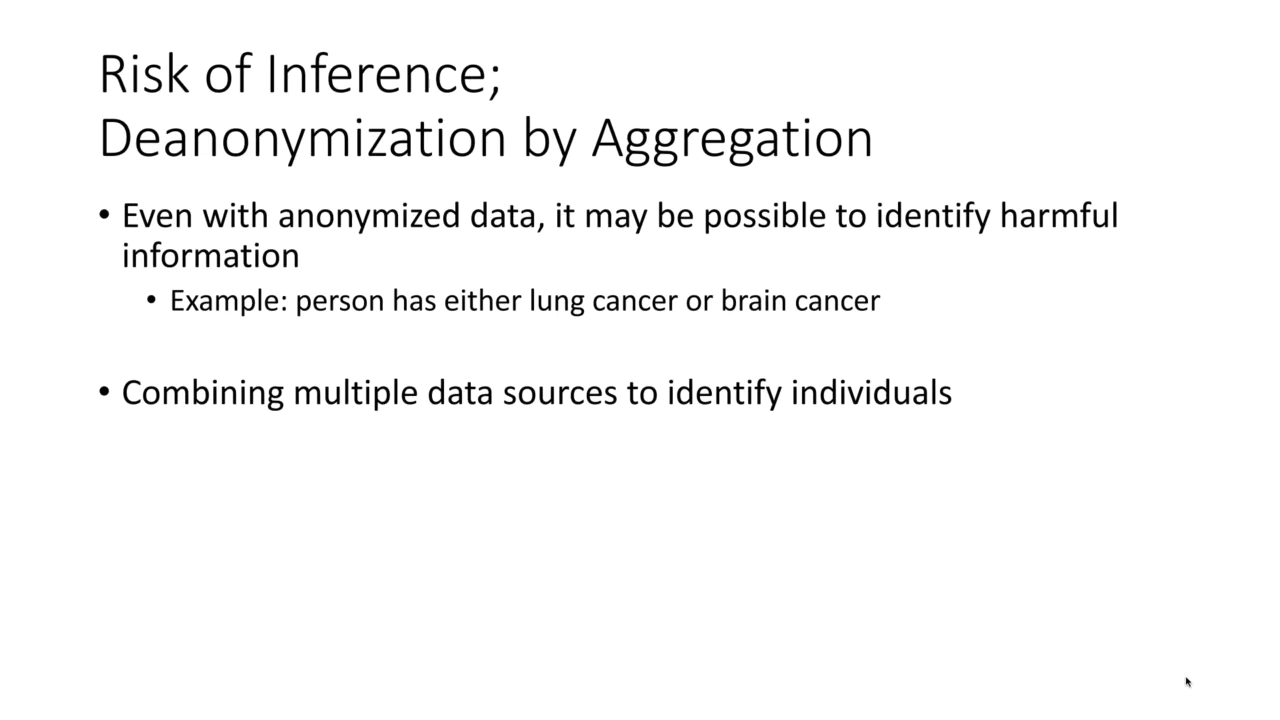 Risk of Inference;
Deanonymization by Aggregation
• Even with anonymized data, it may be possible to identify harmful
information
• Example: person has either lung cancer or brain cancer
• Combining multiple data sources to identify individuals